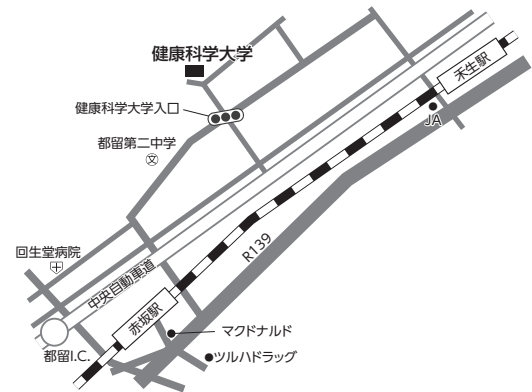 健康科学大学
禾生駅
健康科学大学入口
JA
都留第二中学
文
回生堂病院
R139
中央自動車道
赤坂駅
マクドナルド
都留I.C.
ツルハドラッグ